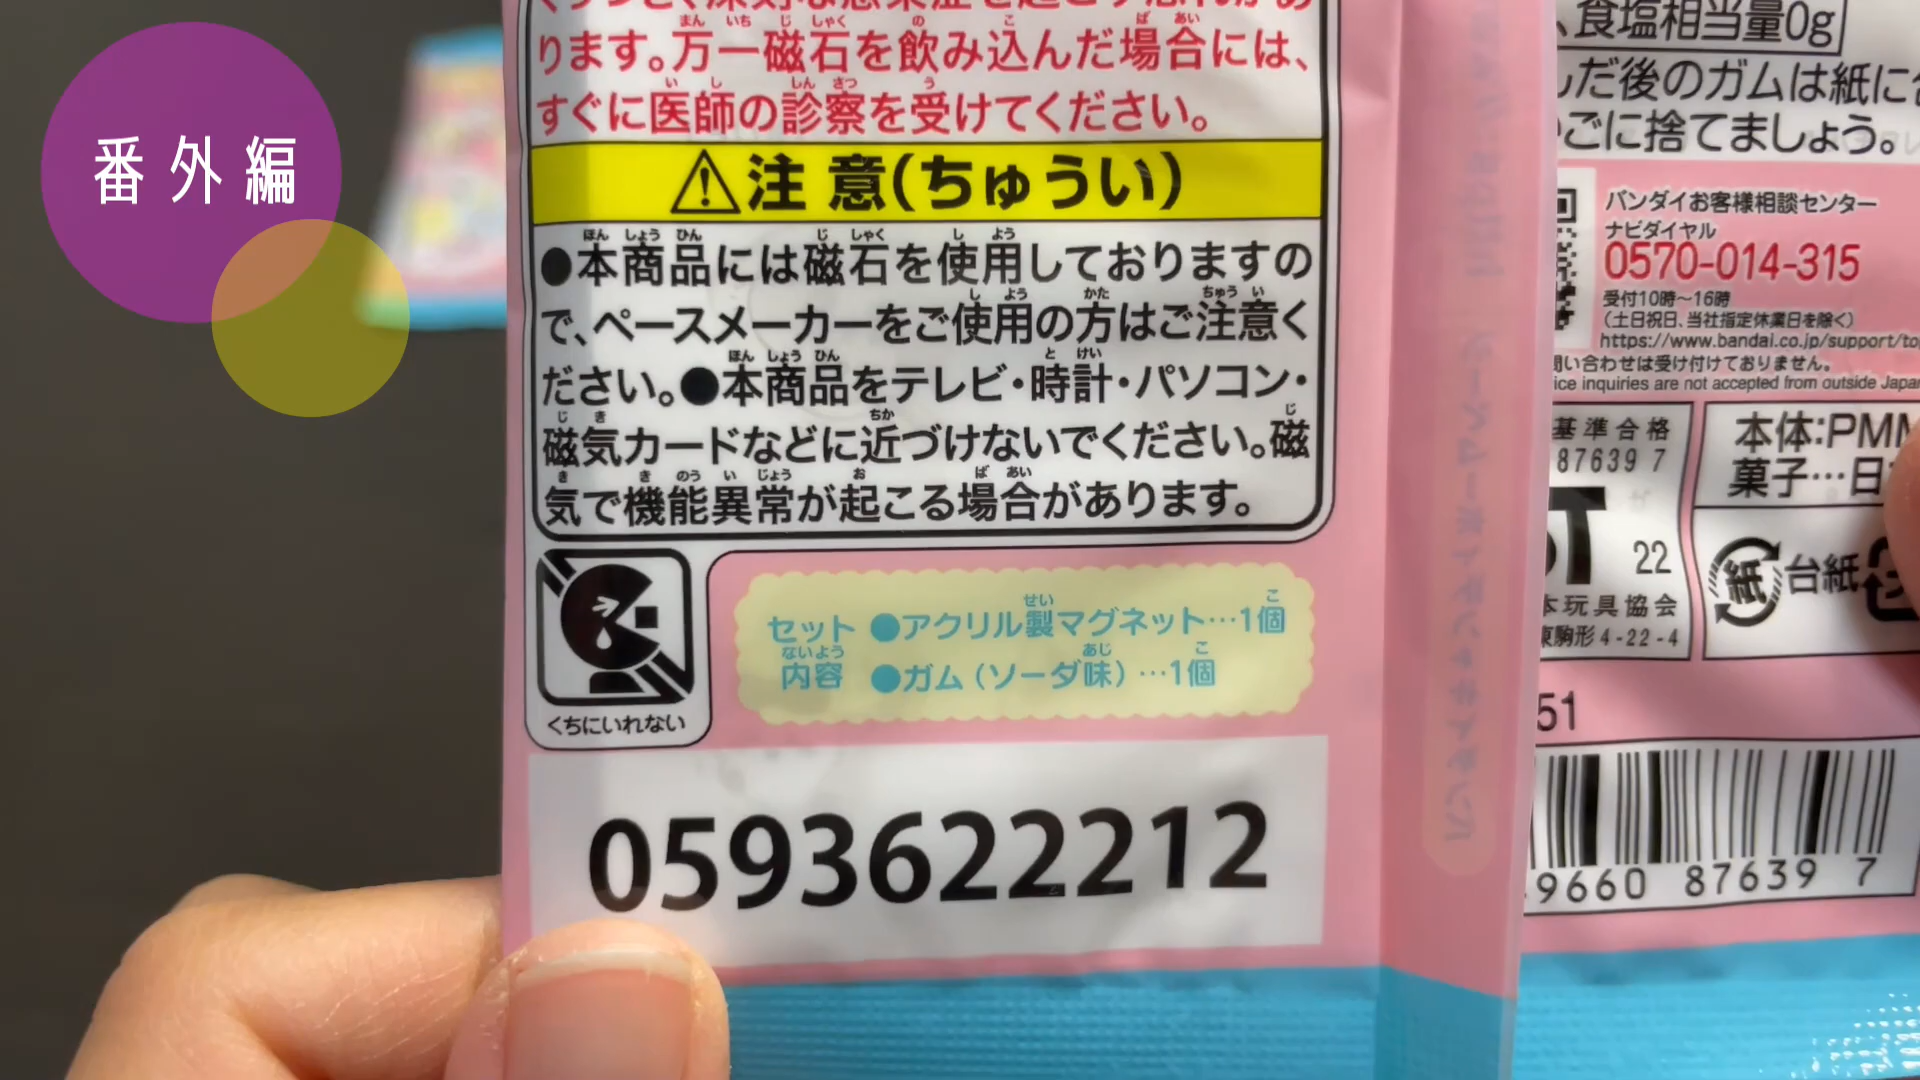 番外編
ります。万一磁石を飲み込んだ場合には、
すぐに医師の診察を受けてください。
注意(ちゅうい)
●本商品には磁石を使用しておりますの
で、ペースメーカーをご使用の方はご注意く
ださい。●本商品をテレビ・時計・パソコン・
磁気カードなどに近づけないでください。磁
気で機能異常が起こる場合があります。
くちにいれない
セット内容
●アクリル製マグネット…1個
●ガム(ソーダ味)…1個
0593622212
、食塩相当量0g
だ後のガムは紙に
ごに捨てましょう。
バンダイお客様相談センター
ナビダイヤル
0570-014-315
受付10時~16時
(土日祝日、当社指定休業日を除く)
https://www.bandai.co.jp/support/
い合わせは受け付けておりません。
inquiries are not accepted from outside
基準合格
87639 7
T
22
玩具協会
駒形4-22-4
本体:
菓子…
紙
台紙
51
9660 87639 7